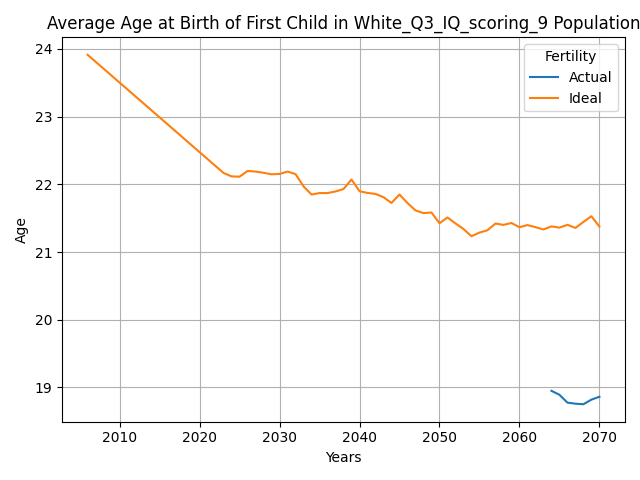 Average Age at Birth of First Child in White_Q3_IQ_scoring_9 Population
Fertility
Actual
Ideal
24
23
22
21
20
19
Age
2010 2020 2030 2040 2050 2060 2070
Years